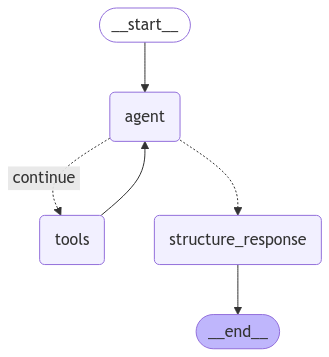 __start__
agent
continue
tools
structure_response
__end__